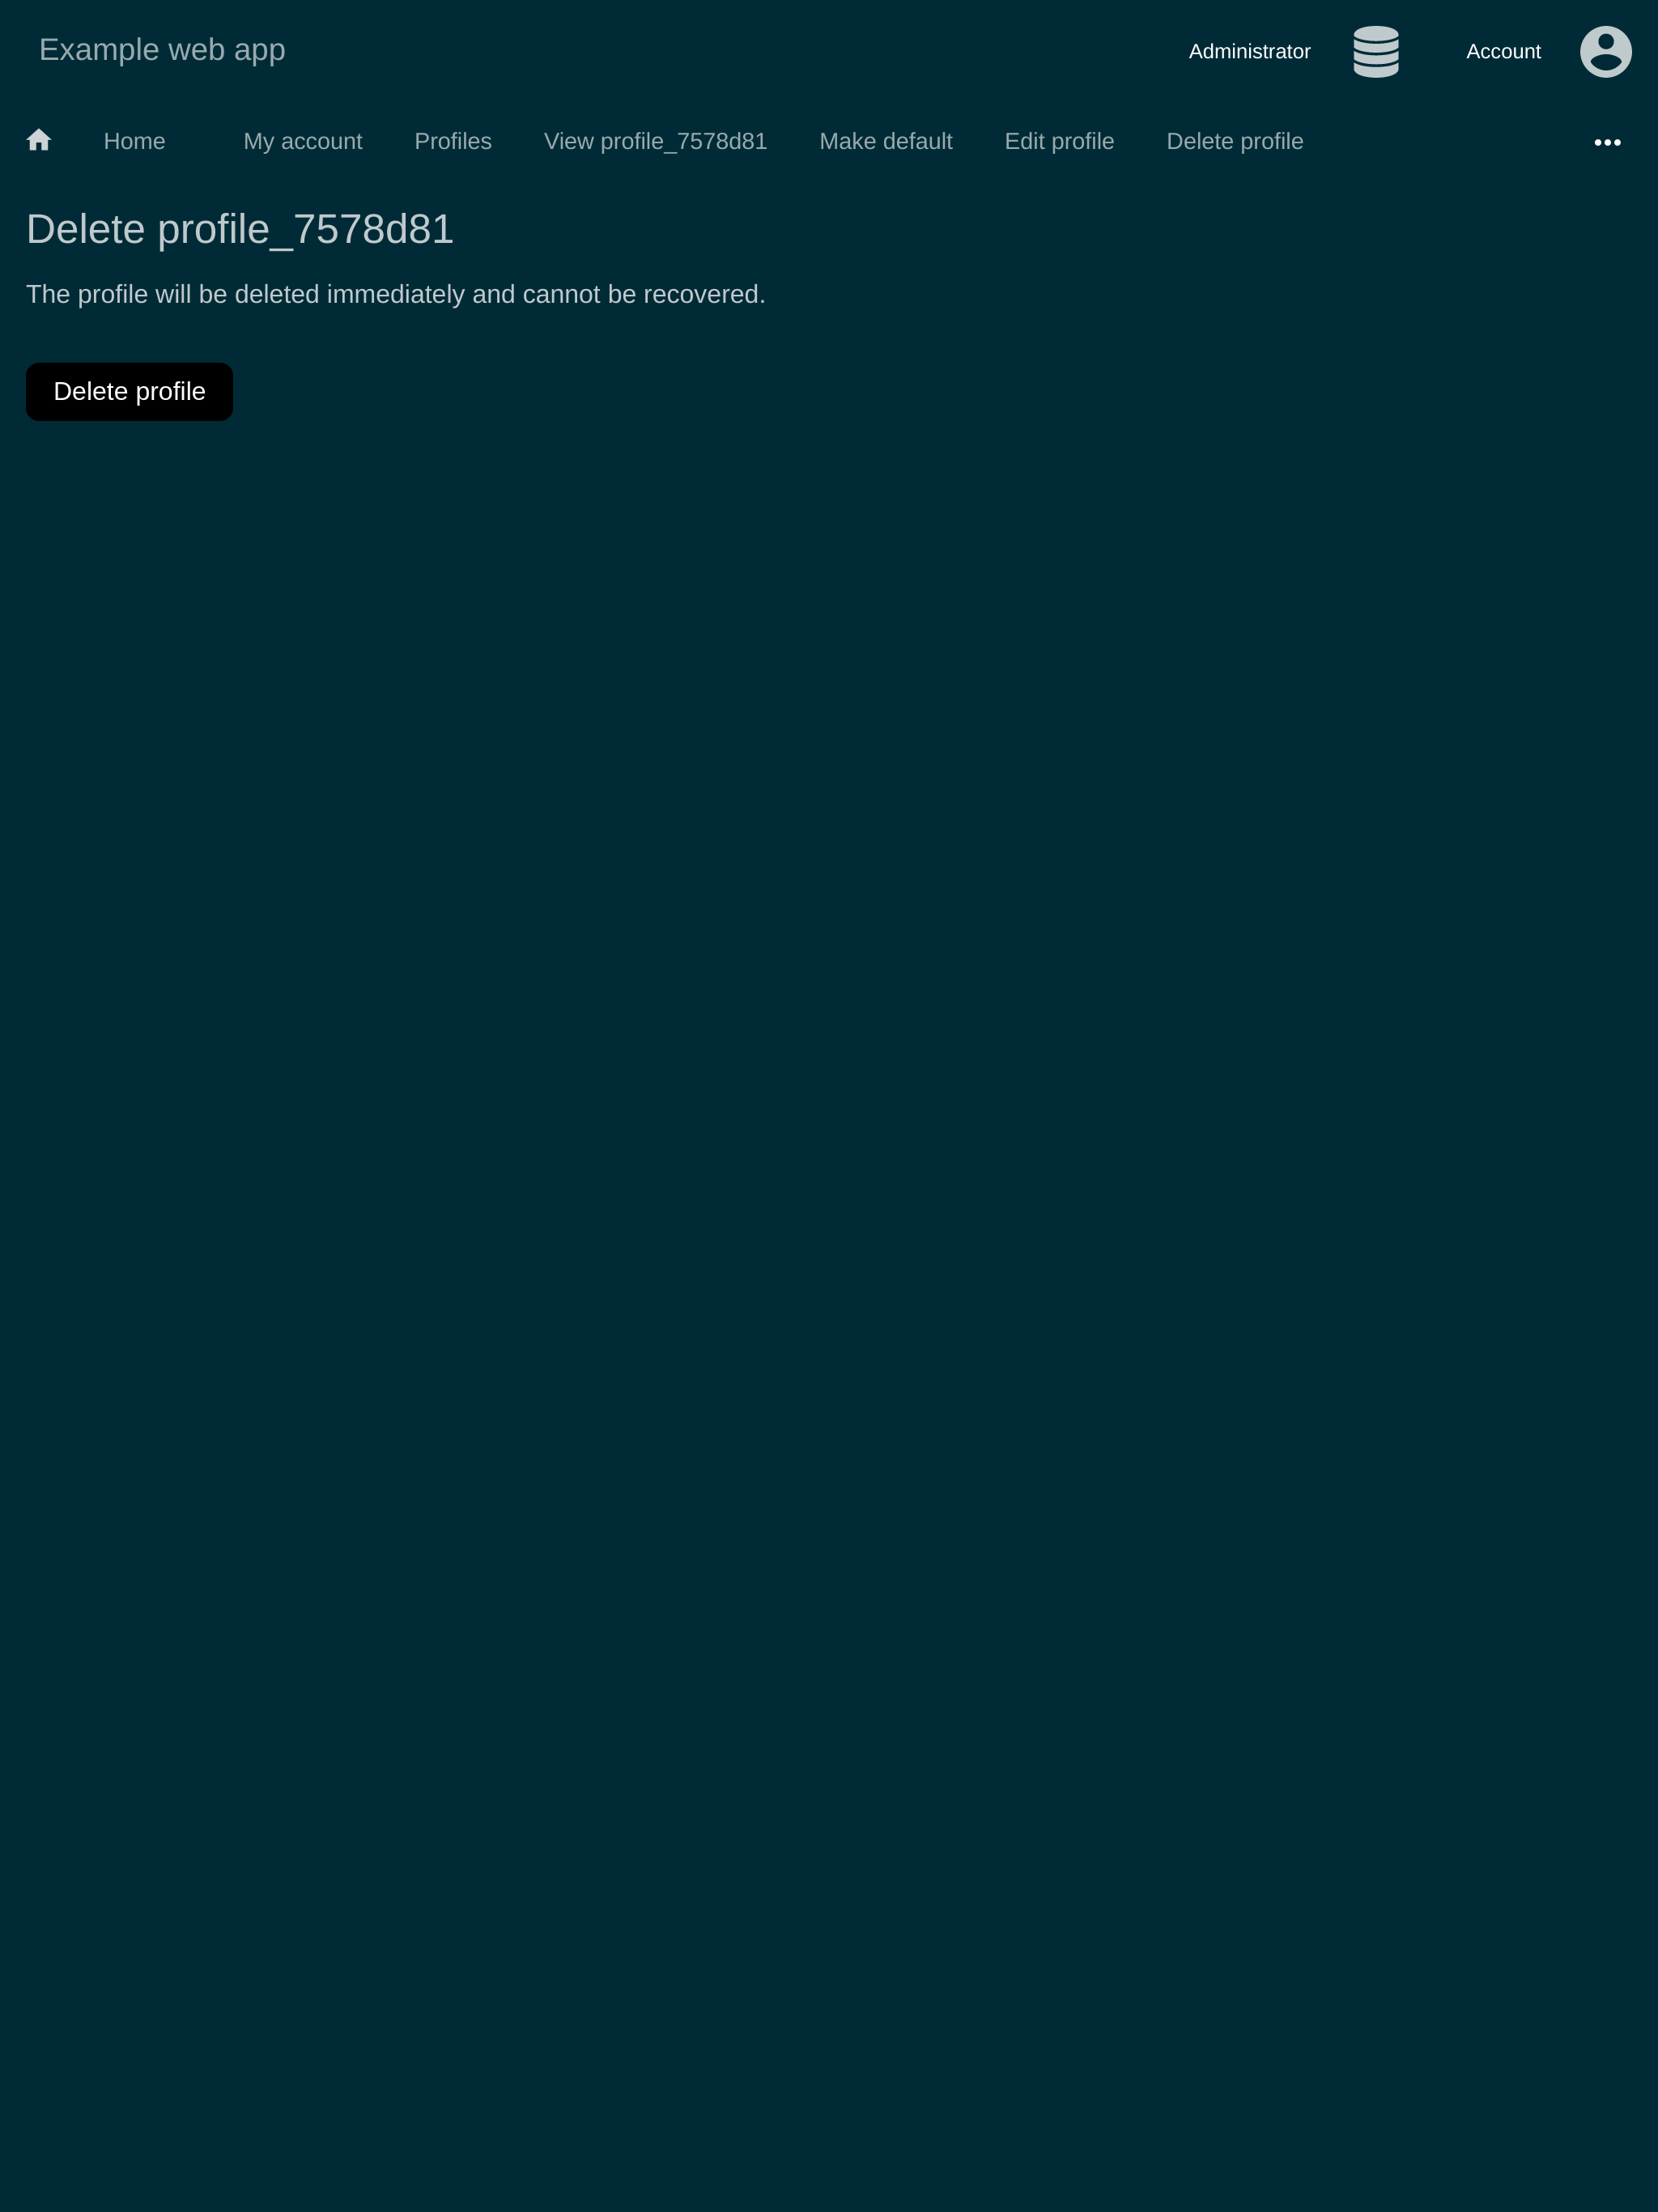 Example web app
Administrator
Account
Home
My account
Profiles
View profile_7578d81
Make default
Edit profile
Delete profile
Delete profile_7578d81
The profile will be deleted immediately and cannot be recovered.
Delete profile